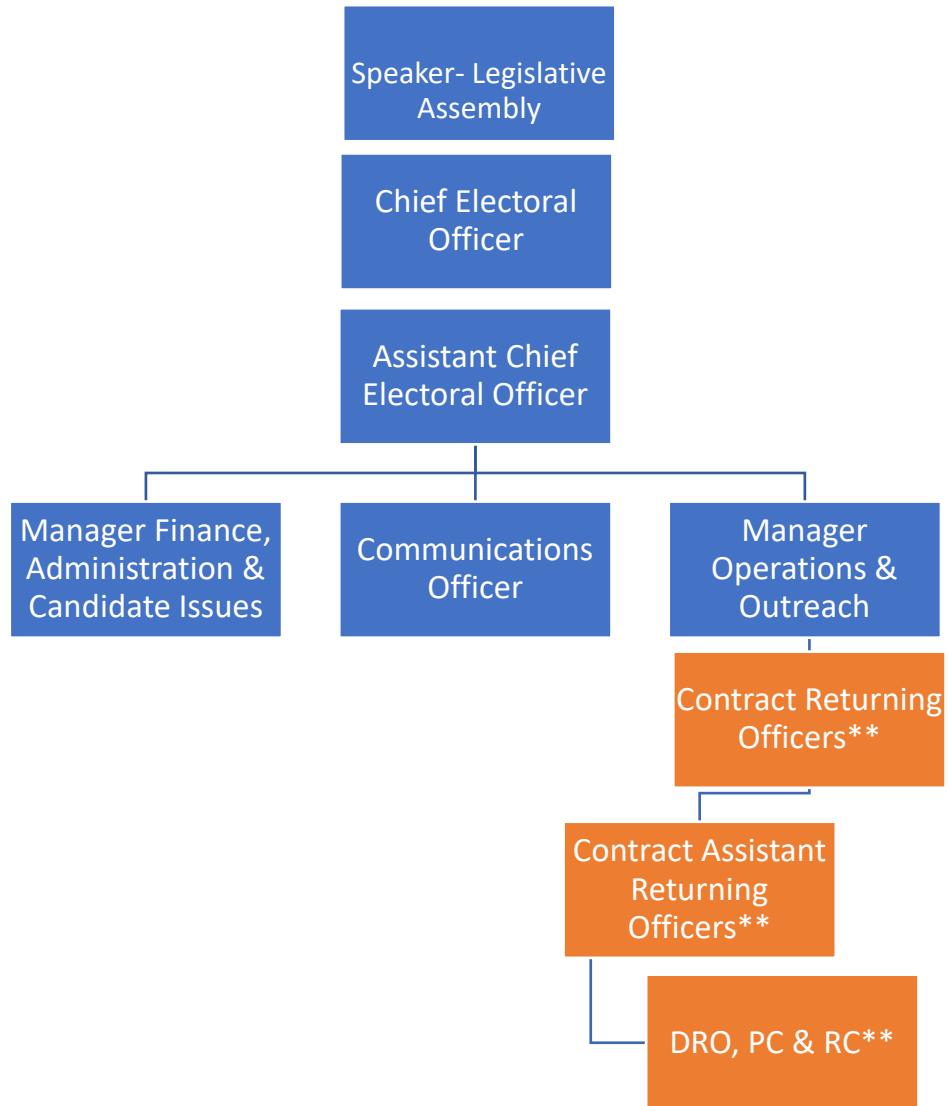 Speaker- Legislative
Assembly
Chief Electoral
Officer
Assistant Chief
Electoral Officer
Manager Finance,
Administration &
Candidate Issues
Communications
Officer
Manager
Operations &
Outreach
Contract Returning
Officers**
Contract Assistant
Returning
Officers**
DRO, PC & RC**